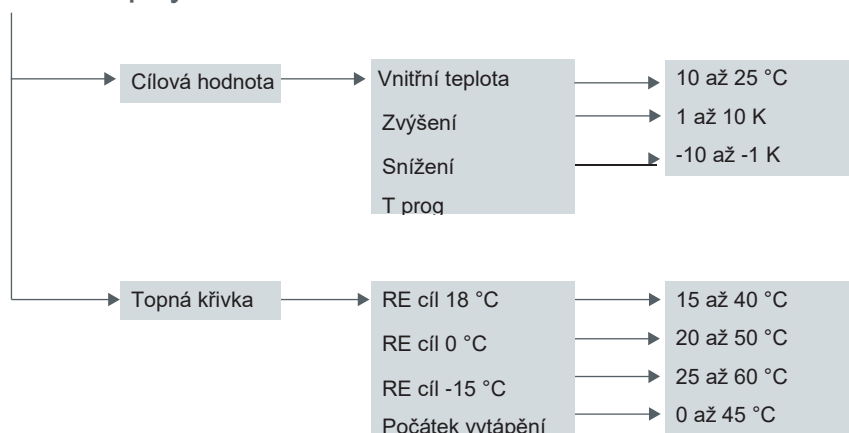 Cílová hodnota
Vnitřní teplota
10 až 25 °C
Zvýšení
1 až 10 K
Snížení
-10 až -1 K
T prog
Topná křivka
RE cíl 18 °C
15 až 40 °C
RE cíl 0 °C
20 až 50 °C
RE cíl -15 °C
25 až 60 °C
Počátek vytápění
0 až 45 °C